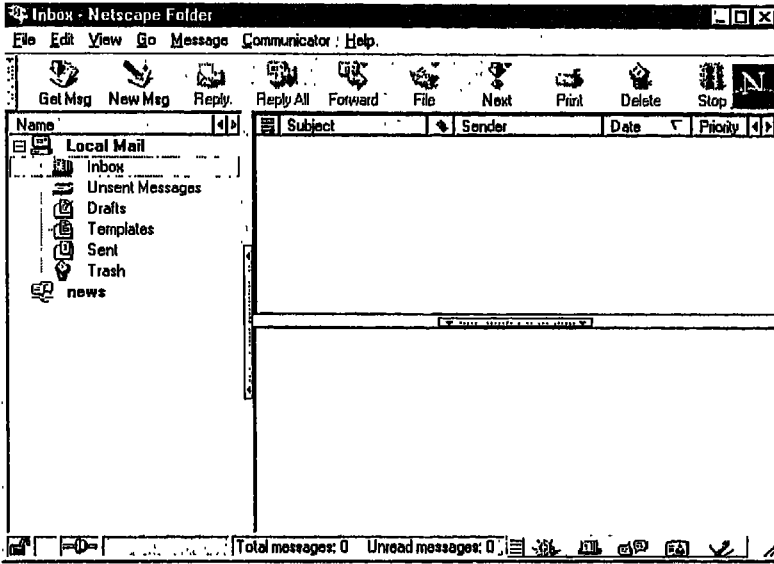 Inbox - Netscape Folder
File Edit View Go Message Communicator Help
Get Msg New Msg Reply Reply All Forward File Next Print Delete Stop N
Name Subject Sender Date Priority
Local Mail
Inbox
Unsent Messages
Drafts
Templates
Sent
Trash
news
Total messages: 0 Unread messages: 0